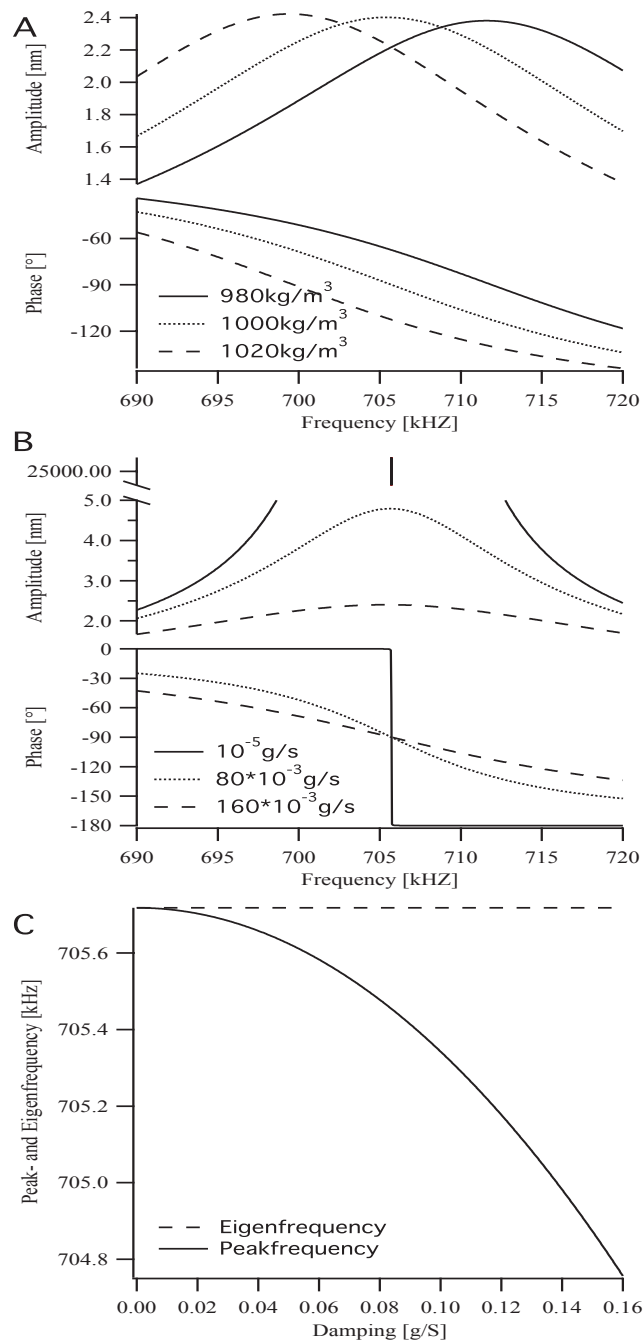 A
Amplitude [nm]
2.4
2.2
2.0
1.8
1.6
1.4
Phase [°]
-60
-90
-120
980kg/m³
1000kg/m³
1020kg/m³
690 695 700 705 710 715 720
Frequency [kHZ]
B
Amplitude [nm]
25000.00
5.0
4.0
3.0
2.0
Phase [°]
0
-30
-60
-90
-120
-150
-180
10⁻⁵g/s
80*10⁻³g/s
160*10⁻³g/s
690 695 700 705 710 715 720
Frequency [kHZ]
C
Peak- and Eigenfrequency [kHz]
705.6
705.4
705.2
705.0
704.8
Eigenfrequency
Peakfrequency
0.00 0.02 0.04 0.06 0.08 0.10 0.12 0.14 0.16
Damping [g/S]